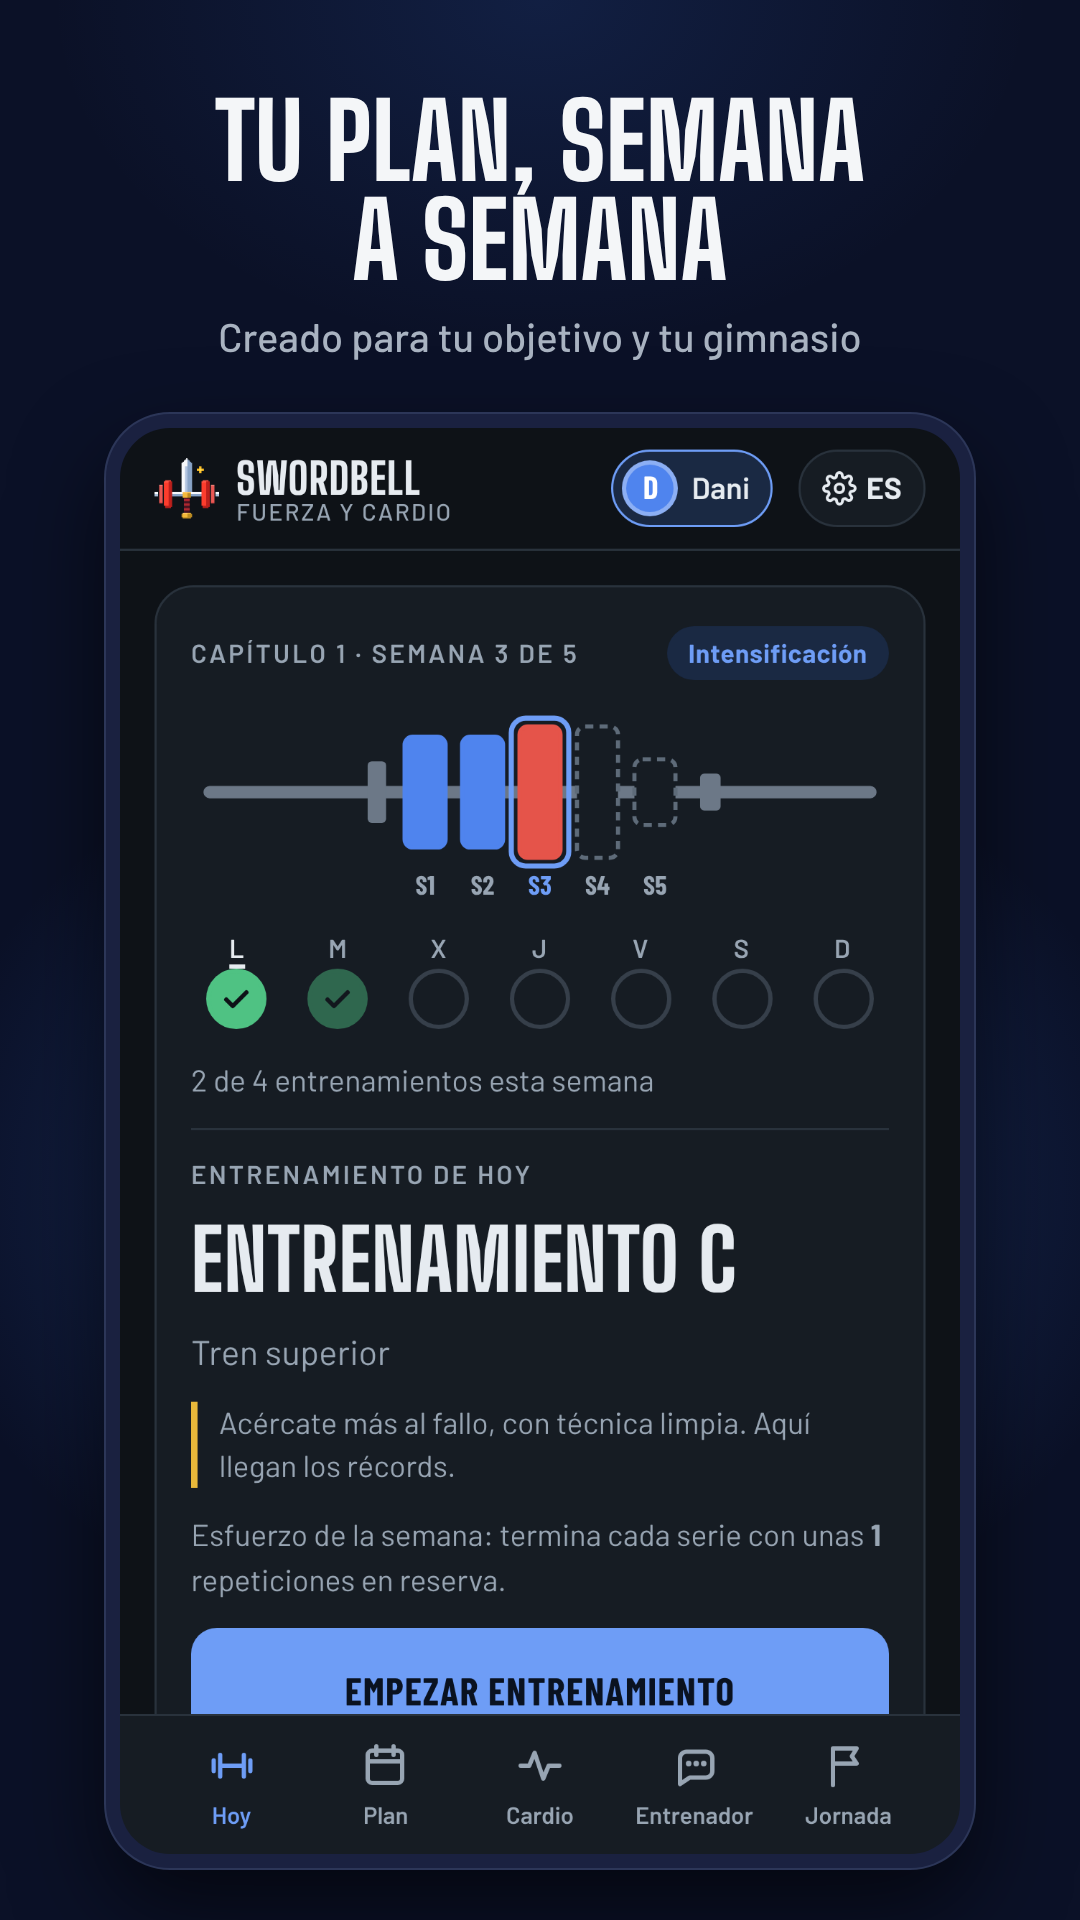 TU PLAN, SEMANA
A SEMANA
Creado para tu objetivo y tu gimnasio
SWORDBELL
FUERZA Y CARDIO
D Dani
ES
CAPÍTULO 1 · SEMANA 3 DE 5
Intensificación
S1 S2 S3 S4 S5
L M X J V S D
2 de 4 entrenamientos esta semana
ENTRENAMIENTO DE HOY
ENTRENAMIENTO C
Tren superior
Acércate más al fallo, con técnica limpia. Aquí
llegan los récords.
Esfuerzo de la semana: termina cada serie con unas 1
repeticiones en reserva.
EMPEZAR ENTRENAMIENTO
Hoy Plan Cardio Entrenador Jornada